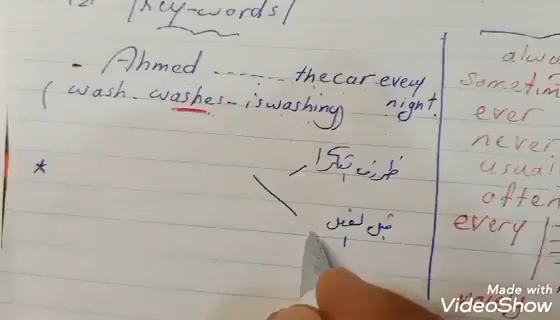 /key-words/
- Ahmed ........ the car every night
( wash - washes - is washing)
*
ظرف تكرار
قبل الفعل
alwa
sometim
ever
never
usual
often
every
Made with
VideoShow